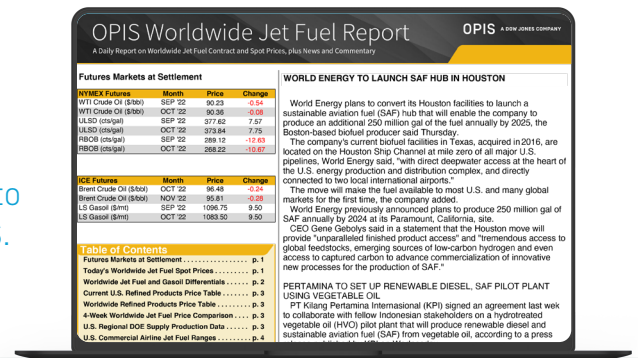 OPIS Worldwide Jet Fuel Report
A Daily Report on Worldwide Jet Fuel Contract and Spot Prices, plus News and Commentary
OPIS A DOW JONES COMPANY
to
s.
Futures Markets at Settlement
NYMEX Futures Month Price Change
WTI Crude Oil ($/bbl) SEP '22 90.23 -0.54
WTI Crude Oil ($/bbl) OCT '22 90.36 -0.08
ULSD (cts/gal) SEP '22 377.62 7.57
ULSD (cts/gal) OCT '22 373.84 7.75
RBOB (cts/gal) SEP '22 289.12 -12.63
RBOB (cts/gal) OCT '22 268.22 -10.67
ICE Futures Month Price Change
Brent Crude Oil ($/bbl) OCT '22 96.48 -0.24
Brent Crude Oil ($/bbl) NOV '22 95.81 -0.28
LS Gasoil ($/mt) SEP '22 1096.75 9.50
LS Gasoil ($/mt) OCT '22 1083.50 9.50
Table of Contents
Futures Markets at Settlement . . . . . . . . . . . . . . . . p. 1
Today's Worldwide Jet Fuel Spot Prices . . . . . . . . p. 1
Worldwide Jet Fuel and Gasoil Differentials . . . p. 2
Current U.S. Refined Products Price Table . . . . p. 3
Worldwide Refined Products Price Table . . . . . . p. 3
4-Week Worldwide Jet Fuel Price Comparison . . . . p. 3
U.S. Regional DOE Supply Production Data . . . . p. 3
U.S. Commercial Airline Jet Fuel Ranges . . . . . p. 4
WORLD ENERGY TO LAUNCH SAF HUB IN HOUSTON
World Energy plans to convert its Houston facilities to launch a
sustainable aviation fuel (SAF) hub that will enable the company to
produce an additional 250 million gal of the fuel annually by 2025, the
Boston-based biofuel producer said Thursday.
The company's current biofuel facilities in Texas, acquired in 2016, are
located on the Houston Ship Channel at mile zero of all major U.S.
pipelines, World Energy said, "with direct deepwater access at the heart of
the U.S. energy production and distribution complex, and directly
connected to two local international airports."
The move will make the fuel available to most U.S. and many global
markets for the first time, the company added.
World Energy previously announced plans to produce 250 million gal of
SAF annually by 2024 at its Paramount, California, site.
CEO Gene Gebolys said in a statement that the Houston move will
provide "unparalleled finished product access" and "tremendous access to
global feedstocks, emerging sources of low-carbon hydrogen and even
access to captured carbon to advance commercialization of innovative
new processes for the production of SAF."
PERTAMINA TO SET UP RENEWABLE DIESEL, SAF PILOT PLANT
USING VEGETABLE OIL
PT Kilang Pertamina Internasional (KPI) signed an agreement last wek
to collaborate with fellow Indonesian stakeholders on a hydrotreated
vegetable oil (HVO) pilot plant that will produce renewable diesel and
sustainable aviation fuel (SAF) from vegetable oil, according to a press